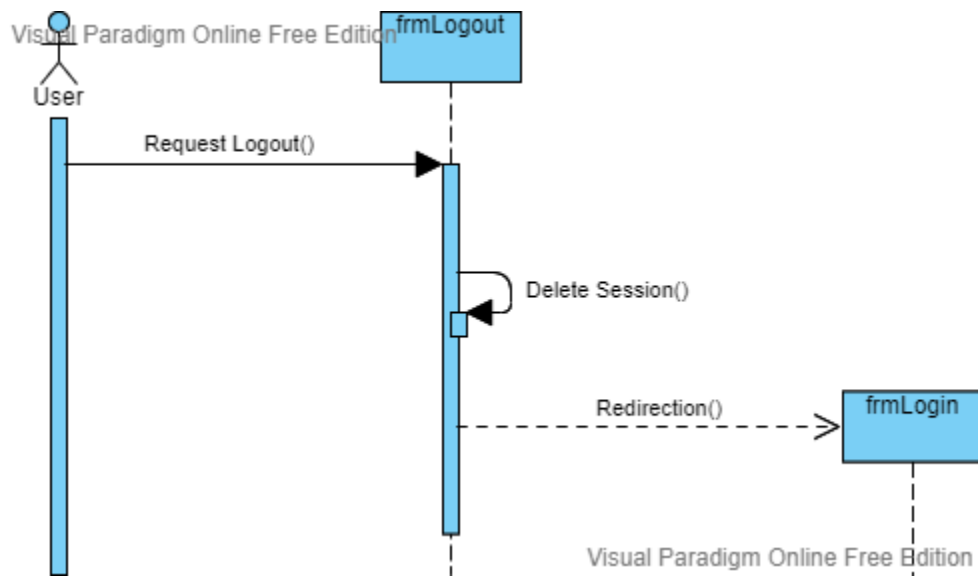 Visual Paradigm Online Free Edition
frmLogout
User
Request Logout()
Delete Session()
Redirection()
frmLogin
Visual Paradigm Online Free Edition